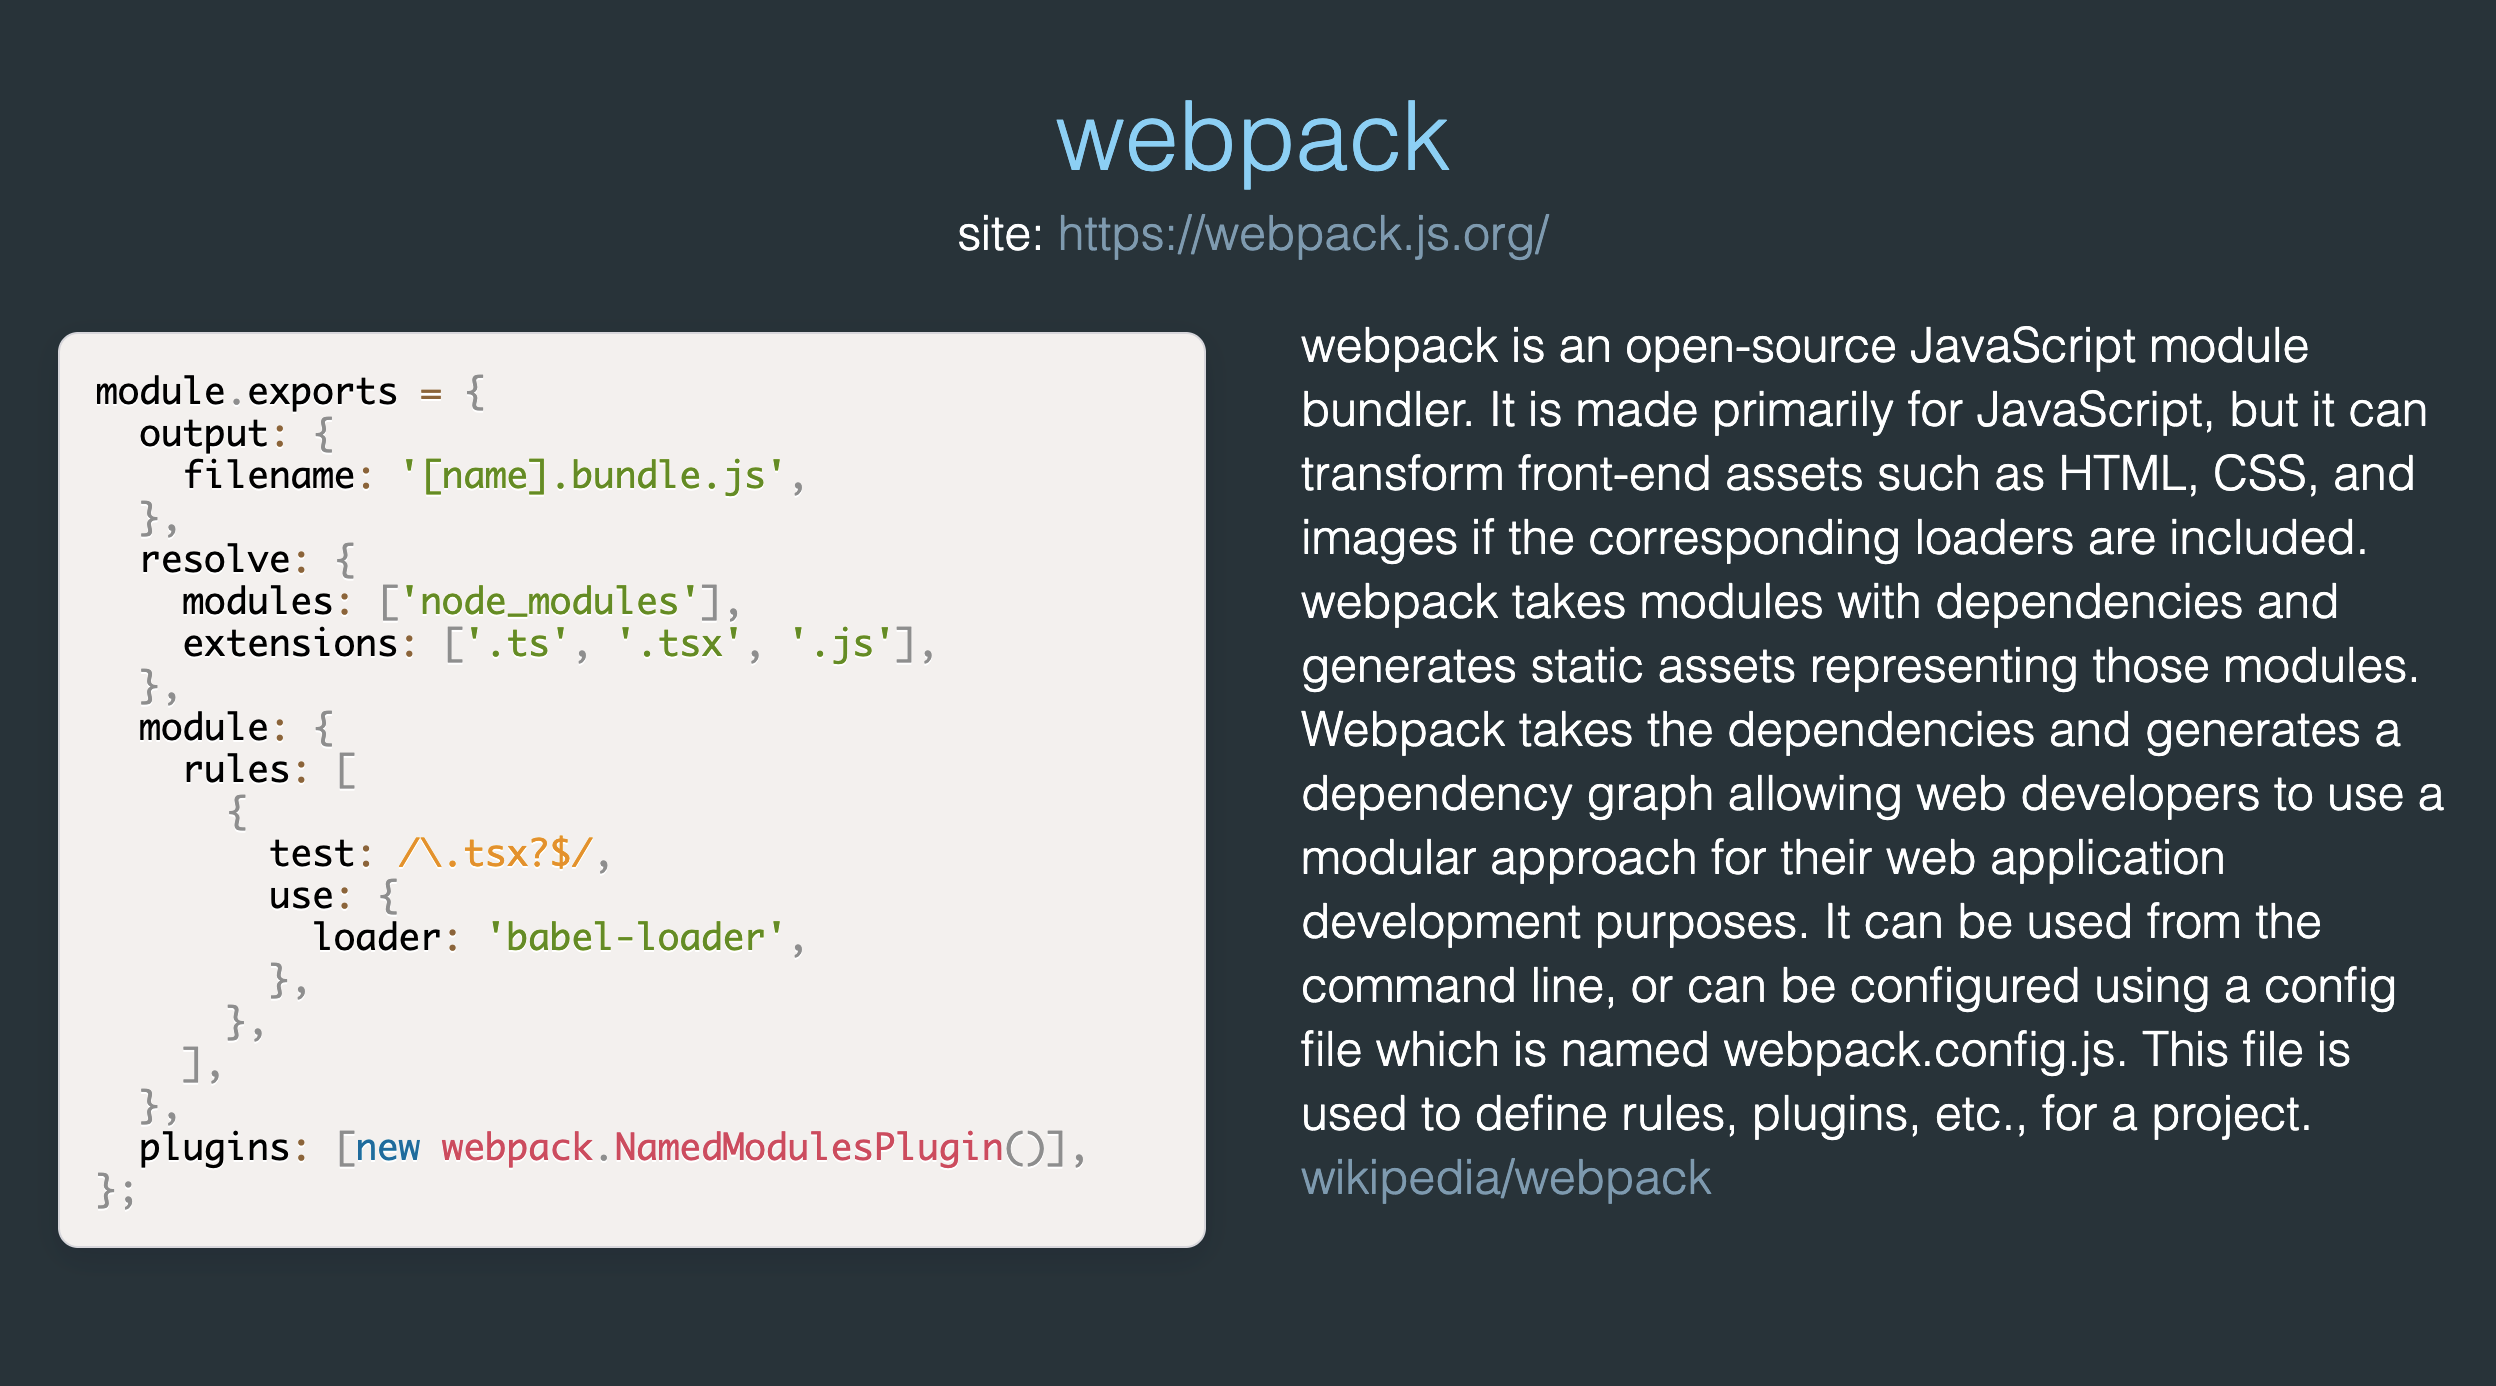 webpack
site: https://webpack.js.org/
module.exports = {
  output: {
    filename: '[name].bundle.js',
  },
  resolve: {
    modules: ['node_modules'],
    extensions: ['.ts', '.tsx', '.js'],
  },
  module: {
    rules: [
      {
        test: /\.tsx?$/,
        use: {
          loader: 'babel-loader',
        },
      },
    ],
  },
  plugins: [new webpack.NamedModulesPlugin()],
};
webpack is an open-source JavaScript module
bundler. It is made primarily for JavaScript, but it can
transform front-end assets such as HTML, CSS, and
images if the corresponding loaders are included.
webpack takes modules with dependencies and
generates static assets representing those modules.
Webpack takes the dependencies and generates a
dependency graph allowing web developers to use a
modular approach for their web application
development purposes. It can be used from the
command line, or can be configured using a config
file which is named webpack.config.js. This file is
used to define rules, plugins, etc., for a project.
wikipedia/webpack